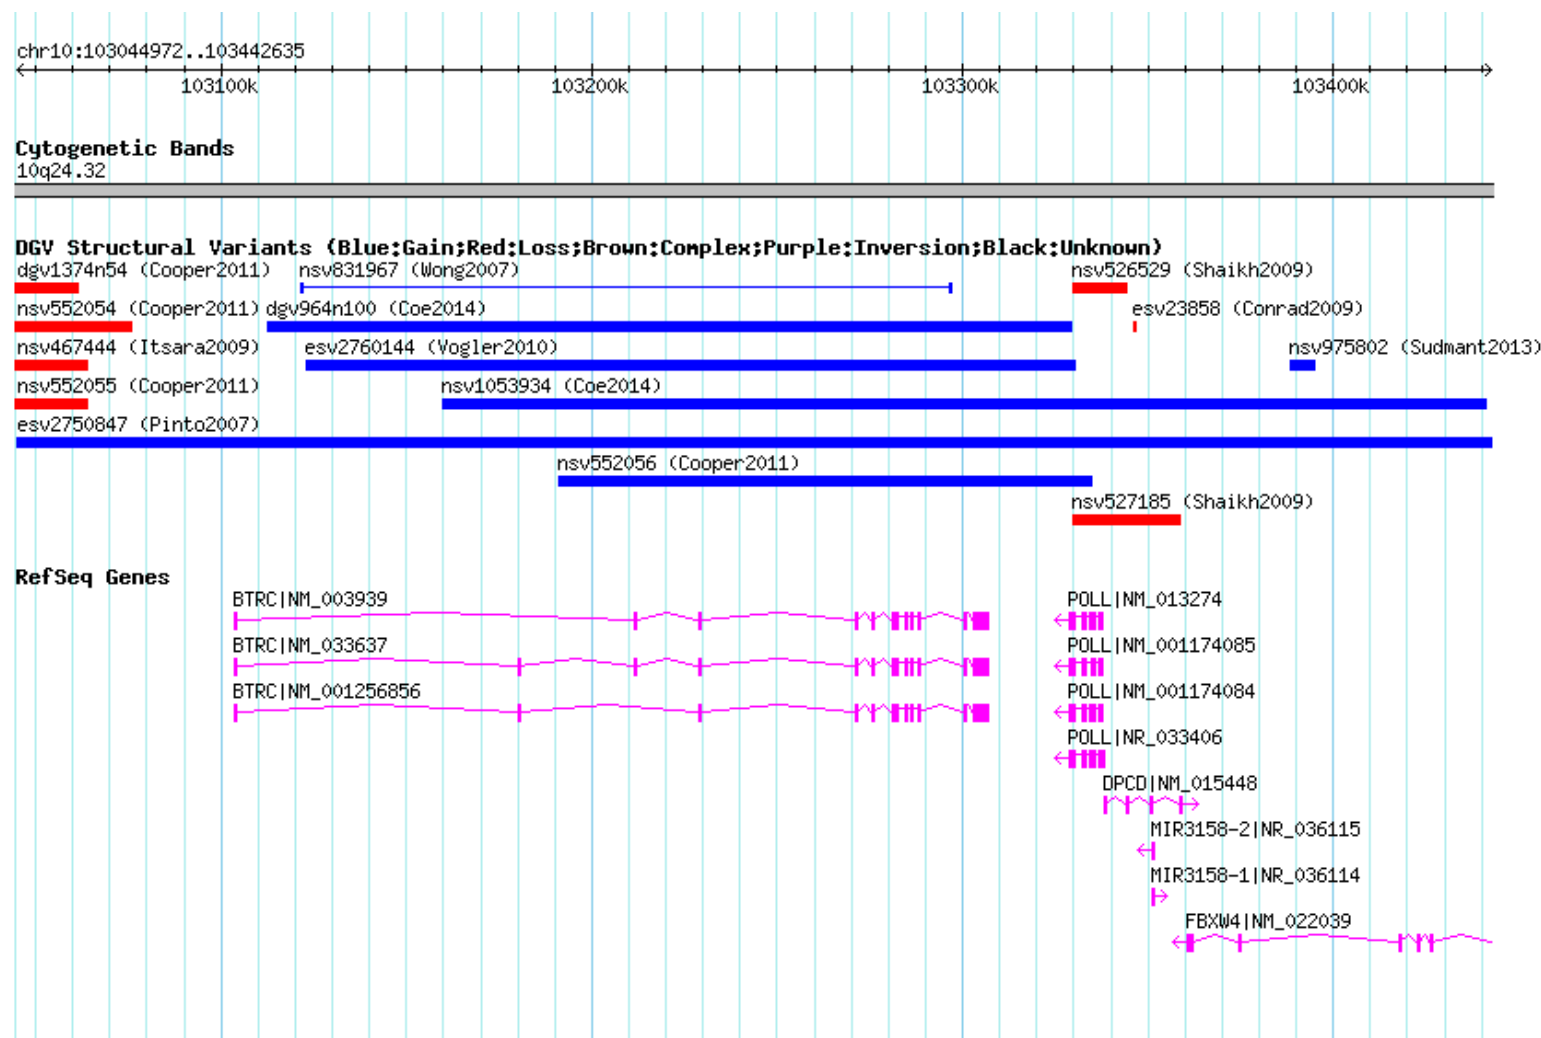 chr10:103044972..103442635
103100k 103200k 103300k 103400k
Cytogenetic Bands
10q24.32
DGV Structural Variants (Blue:Gain;Red:Loss;Brown:Complex;Purple:Inversion;Black:Unknown)
dgv1374n54 (Cooper2011) nsv831967 (Wong2007) nsv526529 (Shaikh2009)
nsv552054 (Cooper2011) dgv964n100 (Coe2014) esv23858 (Conrad2009)
nsv467444 (Itsara2009) esv2760144 (Vogler2010) nsv975802 (Sudmant2013)
nsv552055 (Cooper2011) nsv1053934 (Coe2014)
esv2750847 (Pinto2007)
nsv552056 (Cooper2011)
nsv527185 (Shaikh2009)
RefSeq Genes
BTRC|NM_003939 POLL|NM_013274
BTRC|NM_033637 POLL|NM_001174085
BTRC|NM_001256856 POLL|NM_001174084
POLL|NR_033406
DPCD|NM_015448
MIR3158-2|NR_036115
MIR3158-1|NR_036114
FBXW4|NM_022039